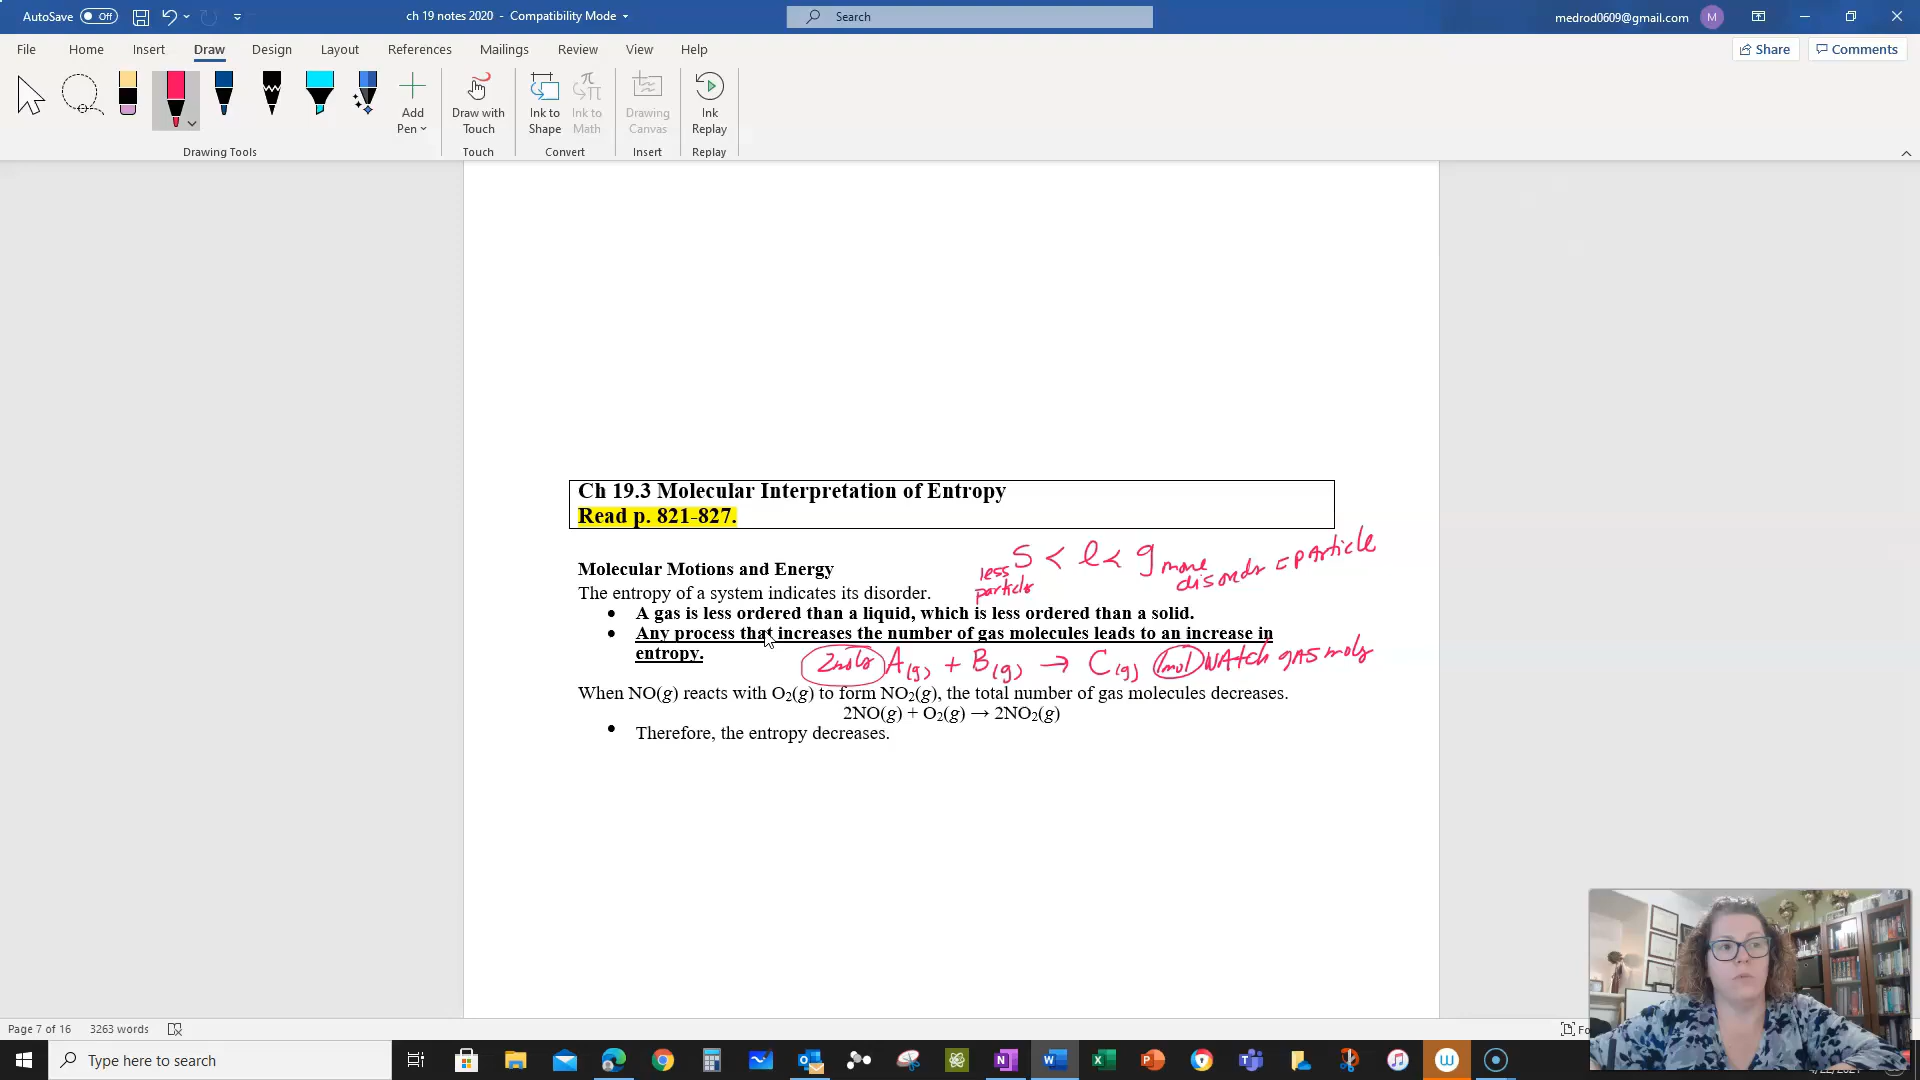 AutoSave Off ch 19 notes 2020 - Compatibility Mode Search medrod0609@gmail.com M
File Home Insert Draw Design Layout References Mailings Review View Help Share Comments
Add Pen Draw with Touch Ink to Shape Ink to Math Drawing Canvas Ink Replay
Drawing Tools Touch Convert Insert Replay
Ch 19.3 Molecular Interpretation of Entropy
Read p. 821-827.
S < l < g more disorder = particle
less particles
Molecular Motions and Energy
The entropy of a system indicates its disorder.
• A gas is less ordered than a liquid, which is less ordered than a solid.
• Any process that increases the number of gas molecules leads to an increase in
entropy.
2mols A(g) + B(g) → C(g) 1mol WAtch gAS mols
When NO(g) reacts with O₂(g) to form NO₂(g), the total number of gas molecules decreases.
2NO(g) + O₂(g) → 2NO₂(g)
• Therefore, the entropy decreases.
Page 7 of 16 3263 words Fo
Type here to search